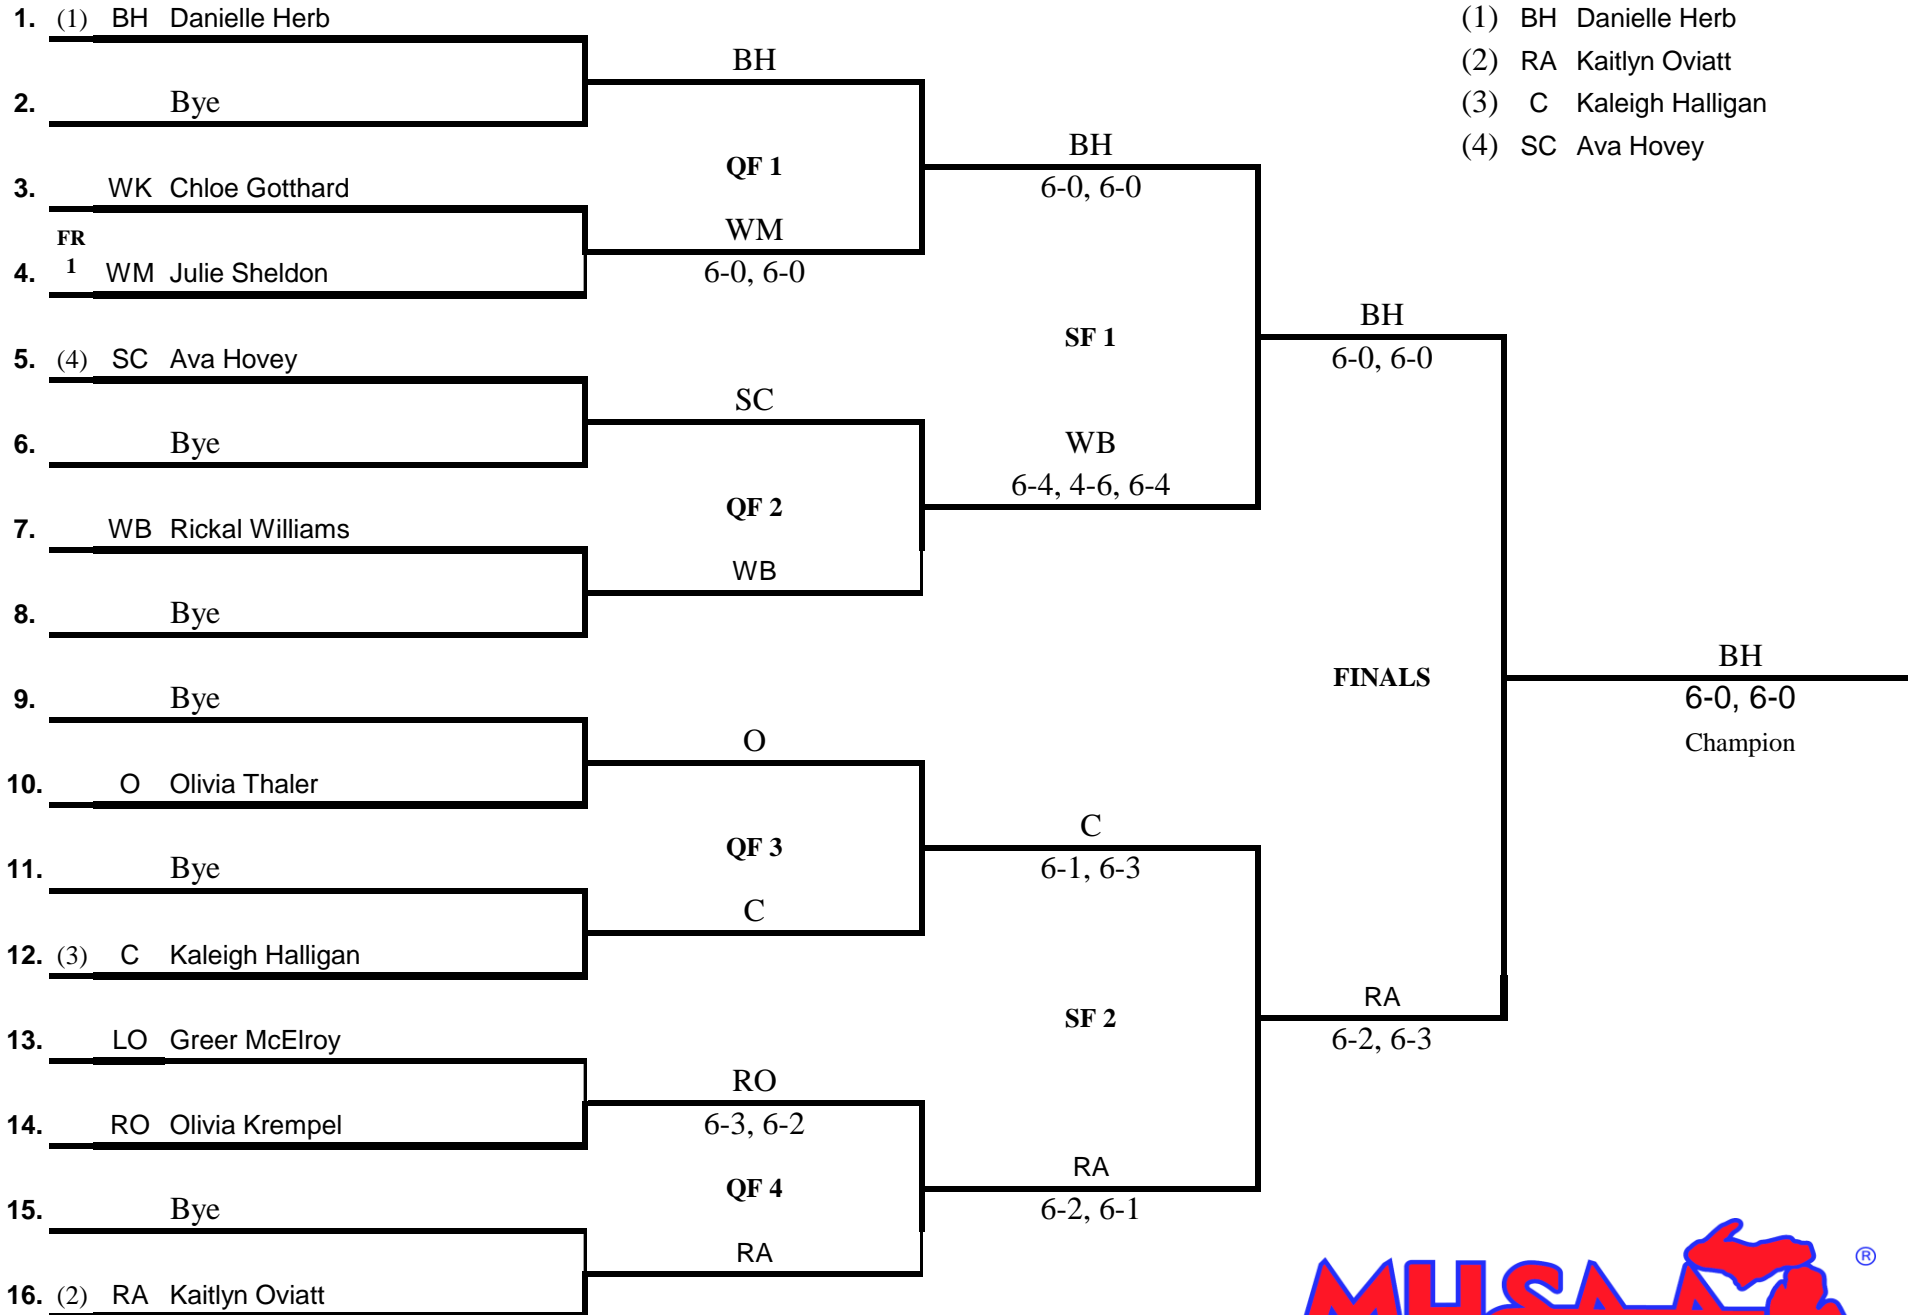 1. (1) BH Danielle Herb
2. Bye
3. WK Chloe Gotthard
FR
1
4. WM Julie Sheldon
5. (4) SC Ava Hovey
6. Bye
7. WB Rickal Williams
8. Bye
9. Bye
10. O Olivia Thaler
11. Bye
12. (3) C Kaleigh Halligan
13. LO Greer McElroy
14. RO Olivia Krempel
15. Bye
16. (2) RA Kaitlyn Oviatt
BH
QF 1
WM
6-0, 6-0
SC
QF 2
WB
O
QF 3
C
RO
6-3, 6-2
QF 4
RA
BH
6-0, 6-0
SF 1
WB
6-4, 4-6, 6-4
C
6-1, 6-3
SF 2
RA
6-2, 6-1
BH
6-0, 6-0
FINALS
RA
6-2, 6-3
BH
6-0, 6-0
Champion
(1) BH Danielle Herb
(2) RA Kaitlyn Oviatt
(3) C Kaleigh Halligan
(4) SC Ava Hovey
MHSAA ®